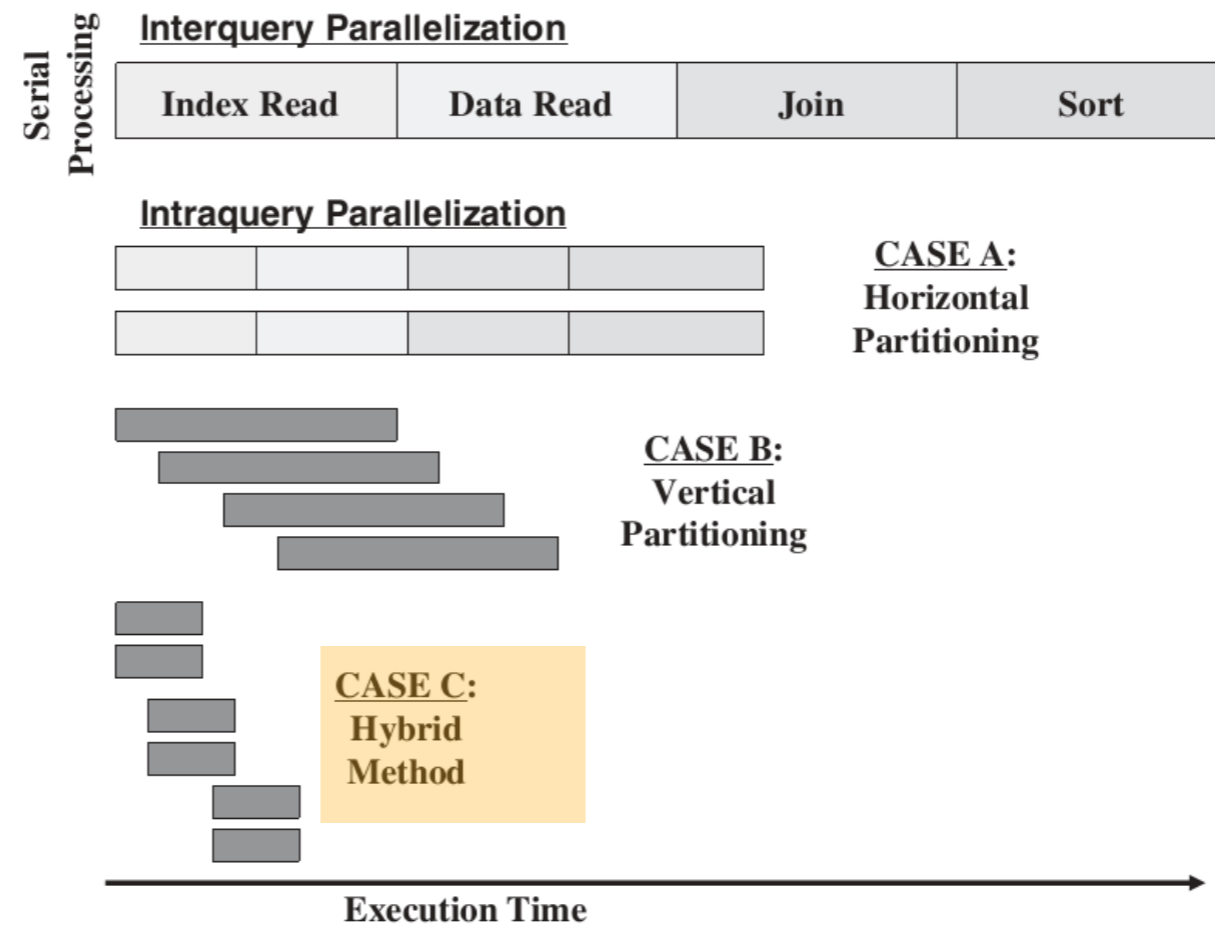 Interquery Parallelization
Serial
Processing
Index Read
Data Read
Join
Sort
Intraquery Parallelization
CASE A:
Horizontal
Partitioning
CASE B:
Vertical
Partitioning
CASE C:
Hybrid
Method
Execution Time